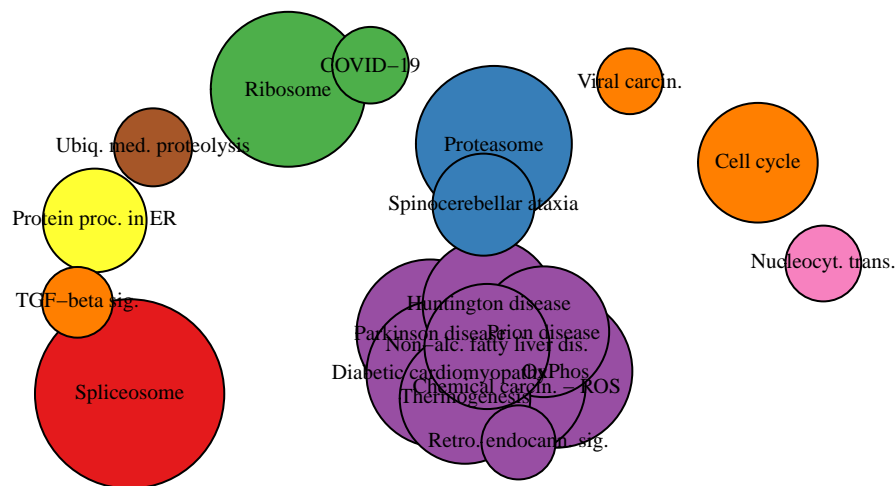 COVID−19
Viral carcin.
Ribosome
Ubiq. med. proteolysis
Proteasome
Cell cycle
Spinocerebellar ataxia
Protein proc. in ER
Nucleocyt. trans.
TGF−beta sig.
Huntington disease
Parkinson disease
Prion disease
Non−alc. fatty liver dis.
Diabetic cardiomyopathy
OxPhos
Chemical carcin. − ROS
Thermogenesis
Spliceosome
Retro. endocann. sig.